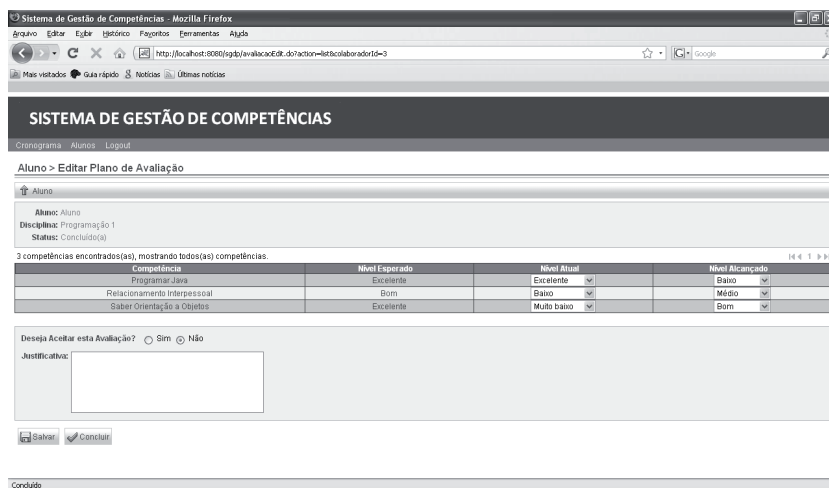 Sistema de Gestão de Competências - Mozilla Firefox
Arquivo Editar Exibir Histórico Favoritos Ferramentas Ajuda
http://localhost:8080/sgdp/avaliacaoEdit.do?action=list&colaboradorId=3
Google
Mais visitados Guia rápido Notícias Últimas notícias
SISTEMA DE GESTÃO DE COMPETÊNCIAS
Cronograma Alunos Logout
Aluno > Editar Plano de Avaliação
Aluno
Aluno: Aluno
Disciplina: Programação 1
Status: Concluído(a)
3 competências encontrados(as), mostrando todos(as) competências. 1
Competência Nível Esperado Nível Atual Nível Alcançado
Programar Java Excelente Excelente Baixo
Relacionamento Interpessoal Bom Baixo Médio
Saber Orientação a Objetos Excelente Muito baixo Bom
Deseja Aceitar esta Avaliação? Sim Não
Justificativa:
Salvar Concluir
Concluído